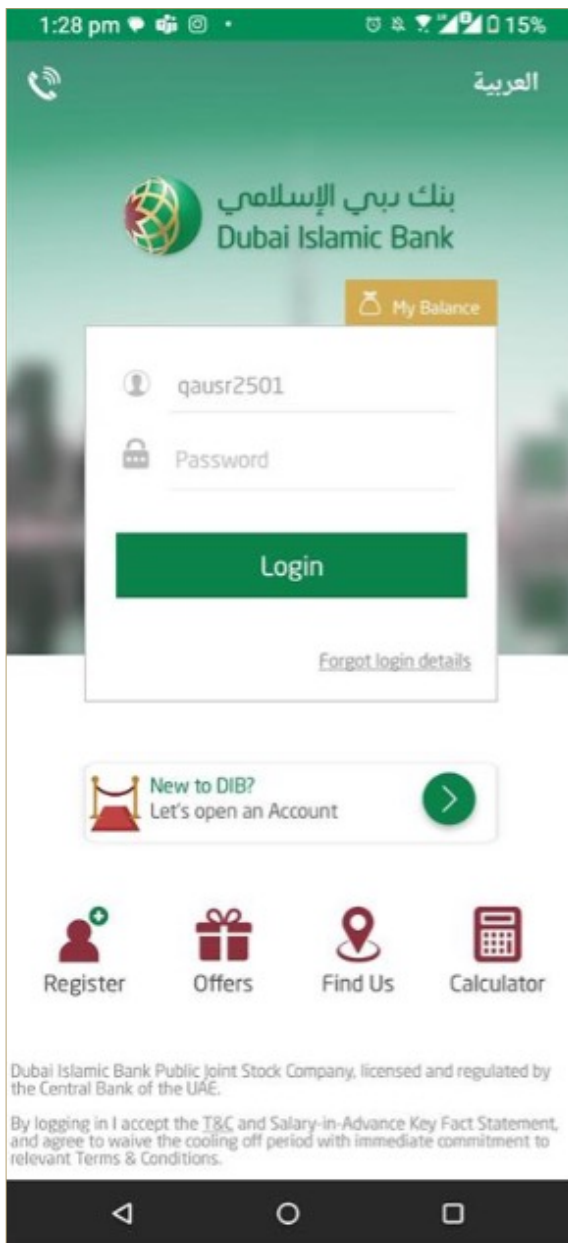 1:28 pm
15%
العربية
بنك دبي الإسلامي
Dubai Islamic Bank
My Balance
qausr2501
Password
Login
Forgot login details
New to DIB?
Let's open an Account
Register Offers Find Us Calculator
Dubai Islamic Bank Public Joint Stock Company, licensed and regulated by
the Central Bank of the UAE.
By logging in I accept the T&C and Salary-in-Advance Key Fact Statement,
and agree to waive the cooling off period with immediate commitment to
relevant Terms & Conditions.